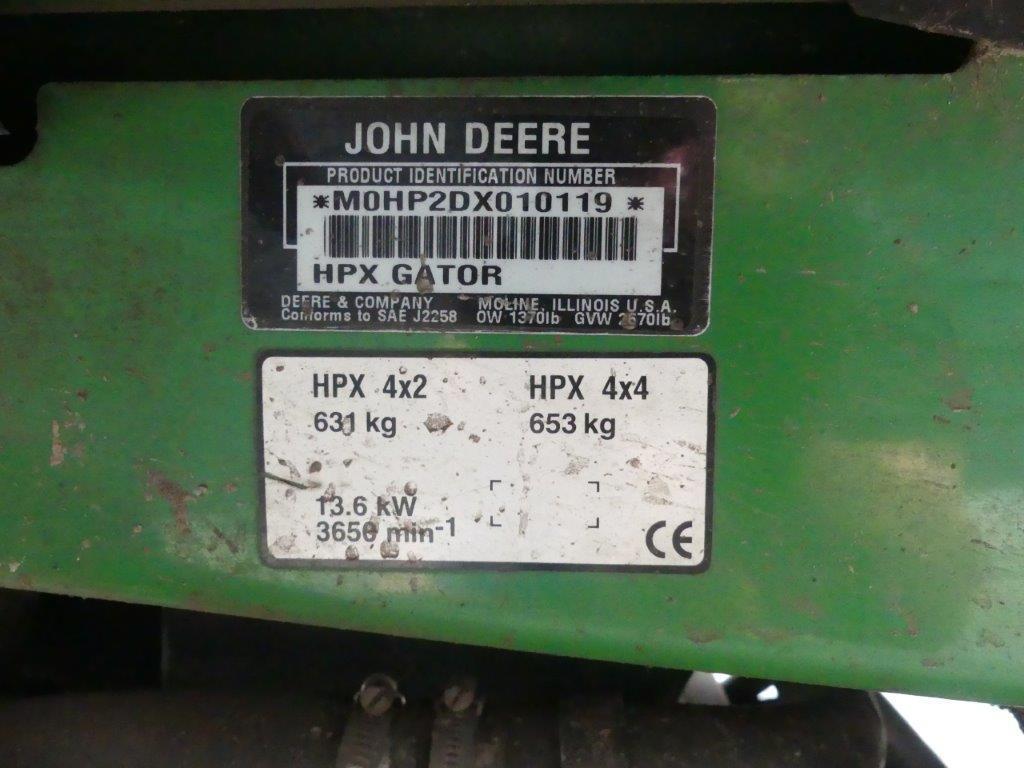 JOHN DEERE
PRODUCT IDENTIFICATION NUMBER
*M0HP2DX010119*
HPX GATOR
DEERE & COMPANY MOLINE, ILLINOIS U.S.A.
Conforms to SAE J2258 OW 1370lb GVW
HPX 4x2 HPX 4x4
631 kg 653 kg
13.6 kW
3650 min-1
CE